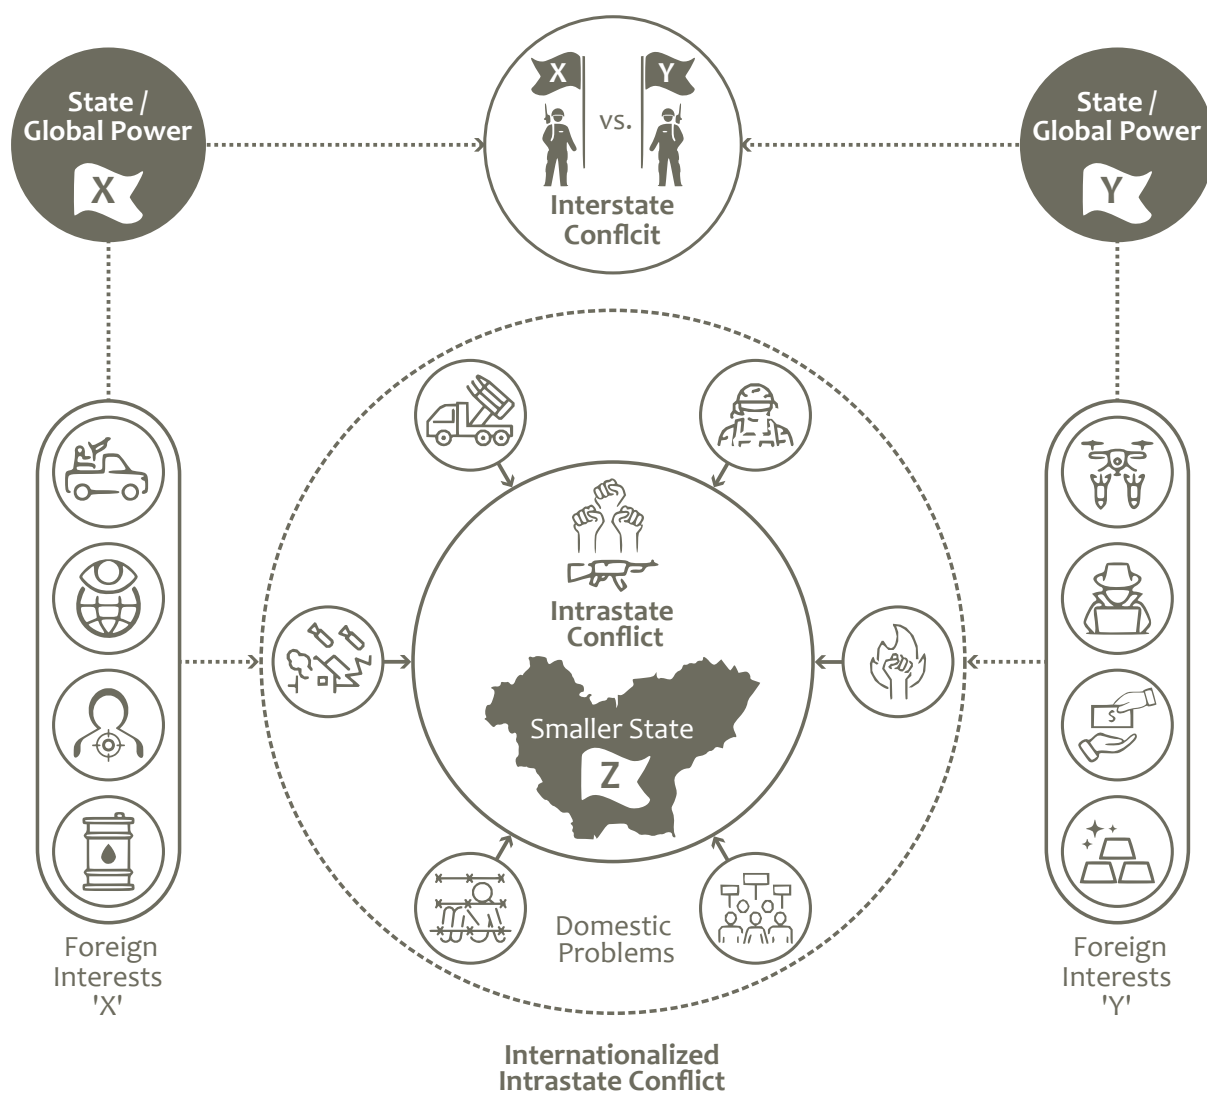 State /
Global Power
X
X
vs.
Y
Interstate
Conflcit
State /
Global Power
Y
Intrastate
Conflict
Smaller State
Z
$
Domestic
Problems
Foreign
Interests
'X'
Foreign
Interests
'Y'
Internationalized
Intrastate Conflict